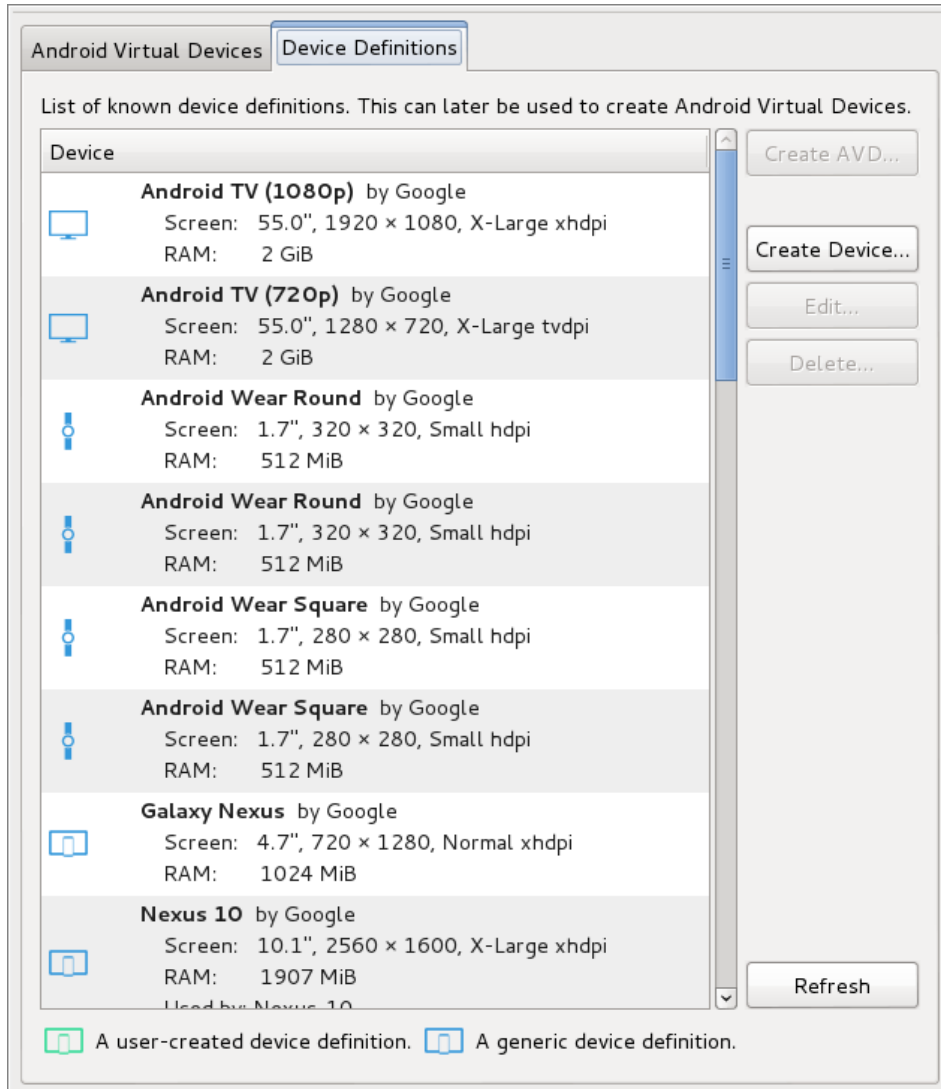 Android Virtual Devices
Device Definitions
List of known device definitions. This can later be used to create Android Virtual Devices.
Device
Android TV (1080p) by Google
Screen: 55.0", 1920 × 1080, X-Large xhdpi
RAM: 2 GiB
Android TV (720p) by Google
Screen: 55.0", 1280 × 720, X-Large tvdpi
RAM: 2 GiB
Android Wear Round by Google
Screen: 1.7", 320 × 320, Small hdpi
RAM: 512 MiB
Android Wear Round by Google
Screen: 1.7", 320 × 320, Small hdpi
RAM: 512 MiB
Android Wear Square by Google
Screen: 1.7", 280 × 280, Small hdpi
RAM: 512 MiB
Android Wear Square by Google
Screen: 1.7", 280 × 280, Small hdpi
RAM: 512 MiB
Galaxy Nexus by Google
Screen: 4.7", 720 × 1280, Normal xhdpi
RAM: 1024 MiB
Nexus 10 by Google
Screen: 10.1", 2560 × 1600, X-Large xhdpi
RAM: 1907 MiB
Used by: Nexus_10
Create AVD...
Create Device...
Edit...
Delete...
Refresh
A user-created device definition.
A generic device definition.